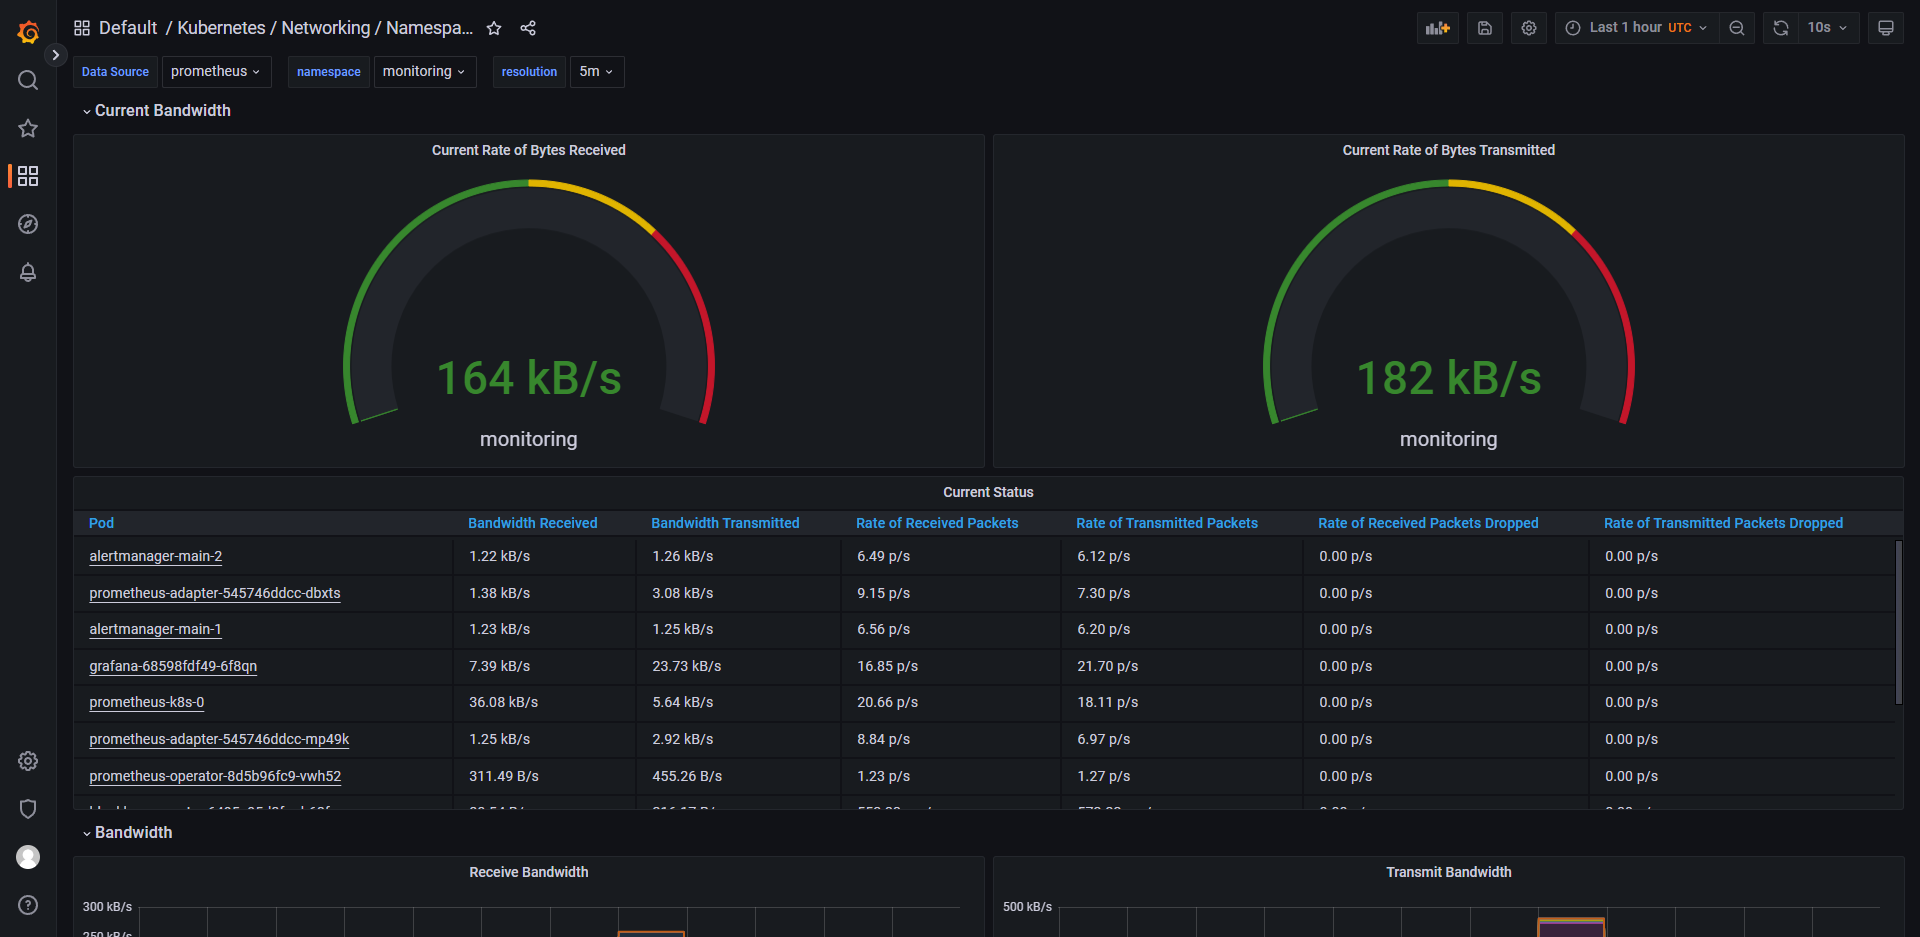 Default / Kubernetes / Networking / Namespa...
Last 1 hour UTC
10s
Data Source prometheus namespace monitoring resolution 5m
Current Bandwidth
Current Rate of Bytes Received
164 kB/s
monitoring
Current Rate of Bytes Transmitted
182 kB/s
monitoring
Current Status
Pod Bandwidth Received Bandwidth Transmitted Rate of Received Packets Rate of Transmitted Packets Rate of Received Packets Dropped Rate of Transmitted Packets Dropped
alertmanager-main-2 1.22 kB/s 1.26 kB/s 6.49 p/s 6.12 p/s 0.00 p/s 0.00 p/s
prometheus-adapter-545746ddcc-dbxts 1.38 kB/s 3.08 kB/s 9.15 p/s 7.30 p/s 0.00 p/s 0.00 p/s
alertmanager-main-1 1.23 kB/s 1.25 kB/s 6.56 p/s 6.20 p/s 0.00 p/s 0.00 p/s
grafana-68598fdf49-6f8qn 7.39 kB/s 23.73 kB/s 16.85 p/s 21.70 p/s 0.00 p/s 0.00 p/s
prometheus-k8s-0 36.08 kB/s 5.64 kB/s 20.66 p/s 18.11 p/s 0.00 p/s 0.00 p/s
prometheus-adapter-545746ddcc-mp49k 1.25 kB/s 2.92 kB/s 8.84 p/s 6.97 p/s 0.00 p/s 0.00 p/s
prometheus-operator-8d5b96fc9-vwh52 311.49 B/s 455.26 B/s 1.23 p/s 1.27 p/s 0.00 p/s 0.00 p/s
Bandwidth
Receive Bandwidth
300 kB/s
250 kB/s
Transmit Bandwidth
500 kB/s